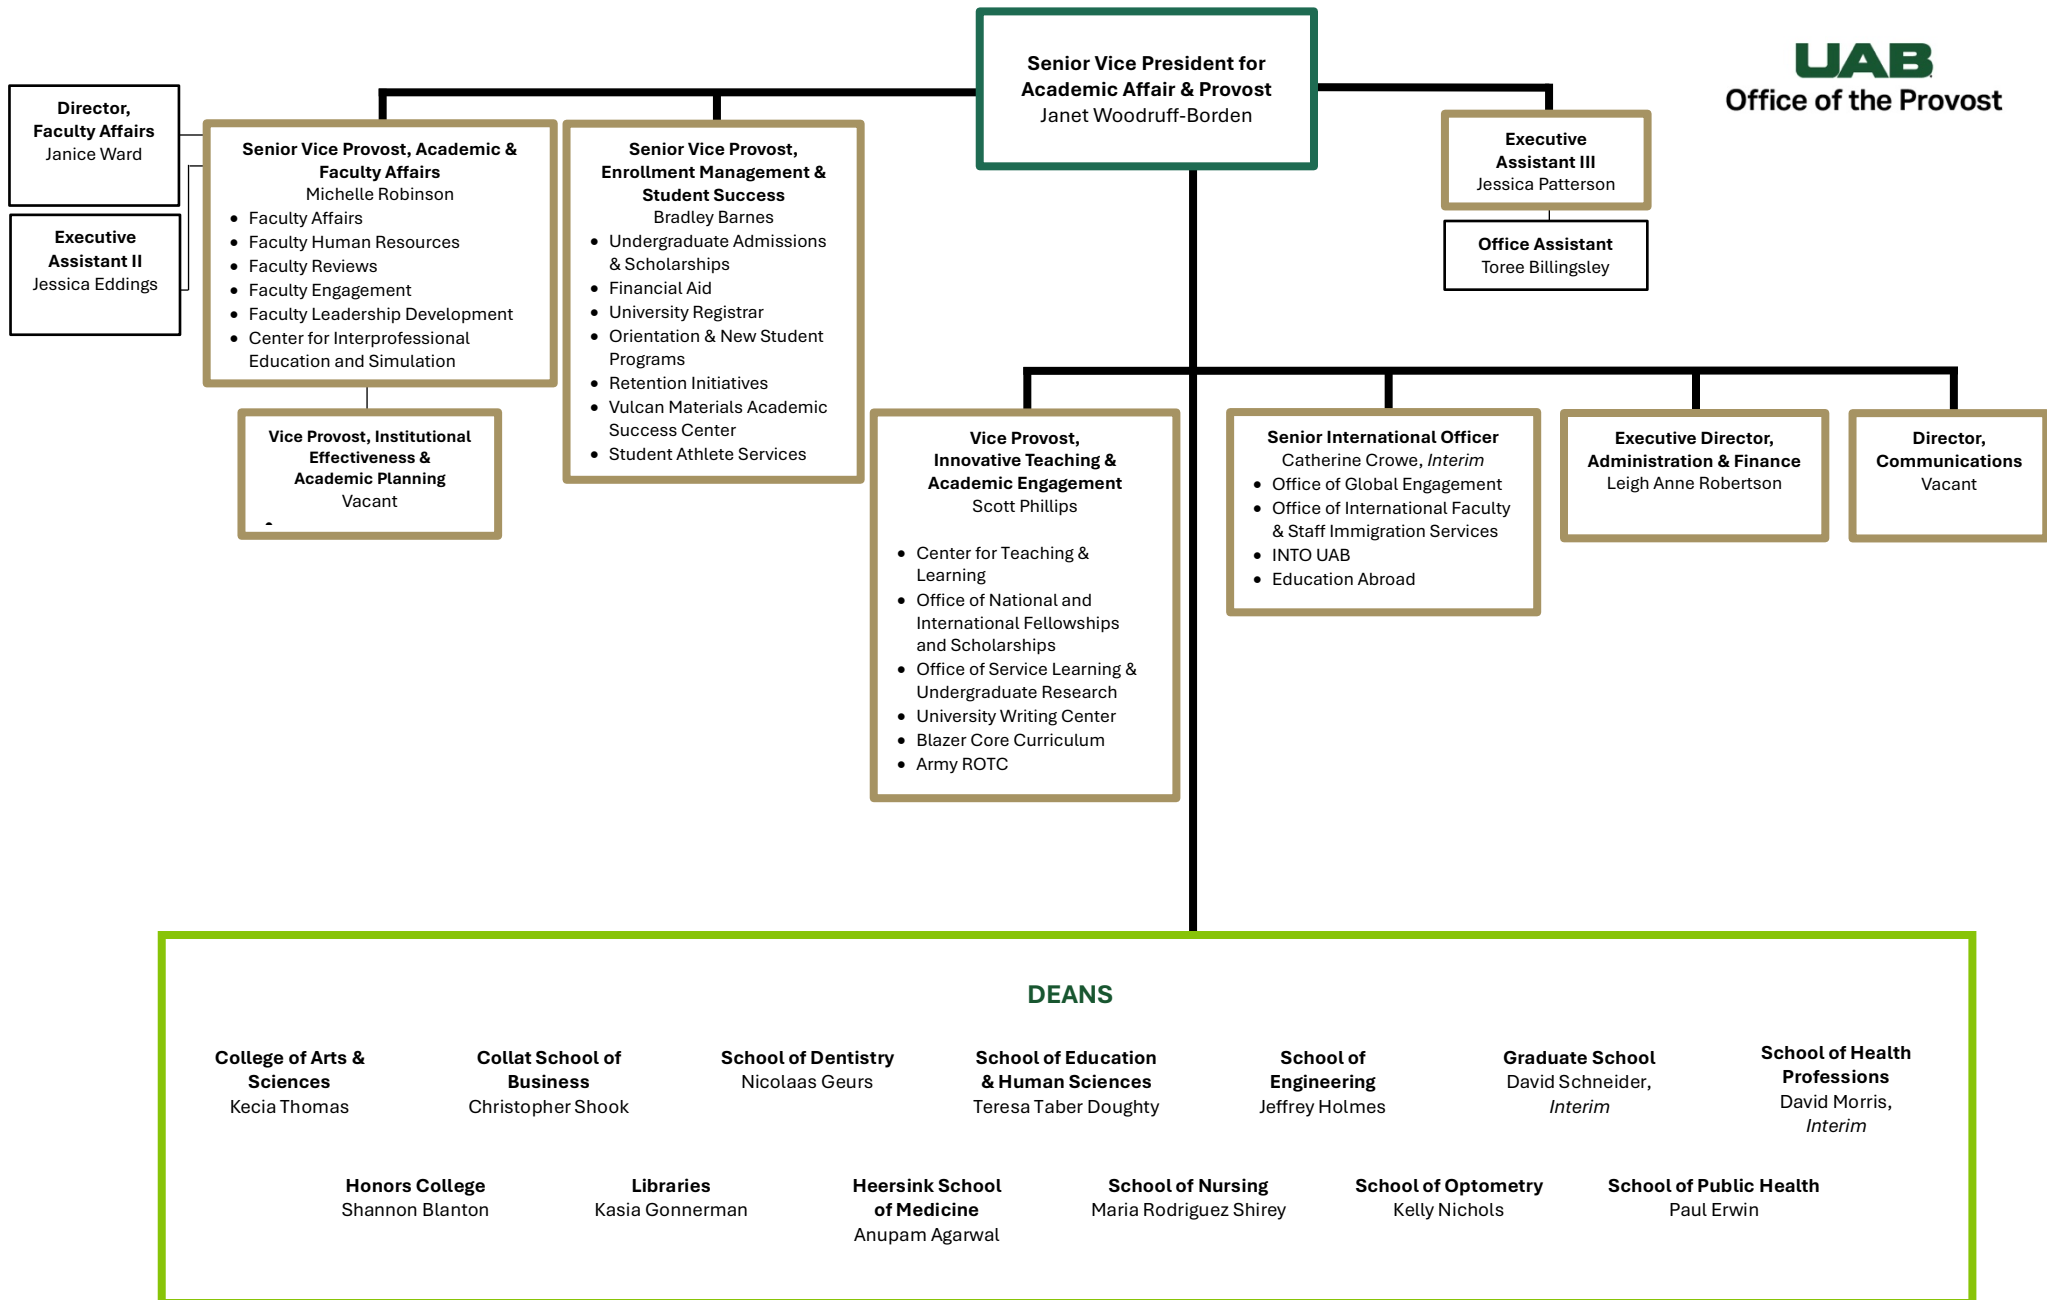 Senior Vice President for
Academic Affair & Provost
Janet Woodruff-Borden
UAB
Office of the Provost
Director,
Faculty Affairs
Janice Ward
Executive
Assistant II
Jessica Eddings
Senior Vice Provost, Academic &
Faculty Affairs
Michelle Robinson
• Faculty Affairs
• Faculty Human Resources
• Faculty Reviews
• Faculty Engagement
• Faculty Leadership Development
• Center for Interprofessional
Education and Simulation
Vice Provost, Institutional
Effectiveness &
Academic Planning
Vacant
Senior Vice Provost,
Enrollment Management &
Student Success
Bradley Barnes
• Undergraduate Admissions
& Scholarships
• Financial Aid
• University Registrar
• Orientation & New Student
Programs
• Retention Initiatives
• Vulcan Materials Academic
Success Center
• Student Athlete Services
Executive
Assistant III
Jessica Patterson
Office Assistant
Toree Billingsley
Vice Provost,
Innovative Teaching &
Academic Engagement
Scott Phillips
• Center for Teaching &
Learning
• Office of National and
International Fellowships
and Scholarships
• Office of Service Learning &
Undergraduate Research
• University Writing Center
• Blazer Core Curriculum
• Army ROTC
Senior International Officer
Catherine Crowe, Interim
• Office of Global Engagement
• Office of International Faculty
& Staff Immigration Services
• INTO UAB
• Education Abroad
Executive Director,
Administration & Finance
Leigh Anne Robertson
Director,
Communications
Vacant
DEANS
College of Arts &
Sciences
Kecia Thomas
Collat School of
Business
Christopher Shook
School of Dentistry
Nicolaas Geurs
School of Education
& Human Sciences
Teresa Taber Doughty
School of
Engineering
Jeffrey Holmes
Graduate School
David Schneider,
Interim
School of Health
Professions
David Morris,
Interim
Honors College
Shannon Blanton
Libraries
Kasia Gonnerman
Heersink School
of Medicine
Anupam Agarwal
School of Nursing
Maria Rodriguez Shirey
School of Optometry
Kelly Nichols
School of Public Health
Paul Erwin